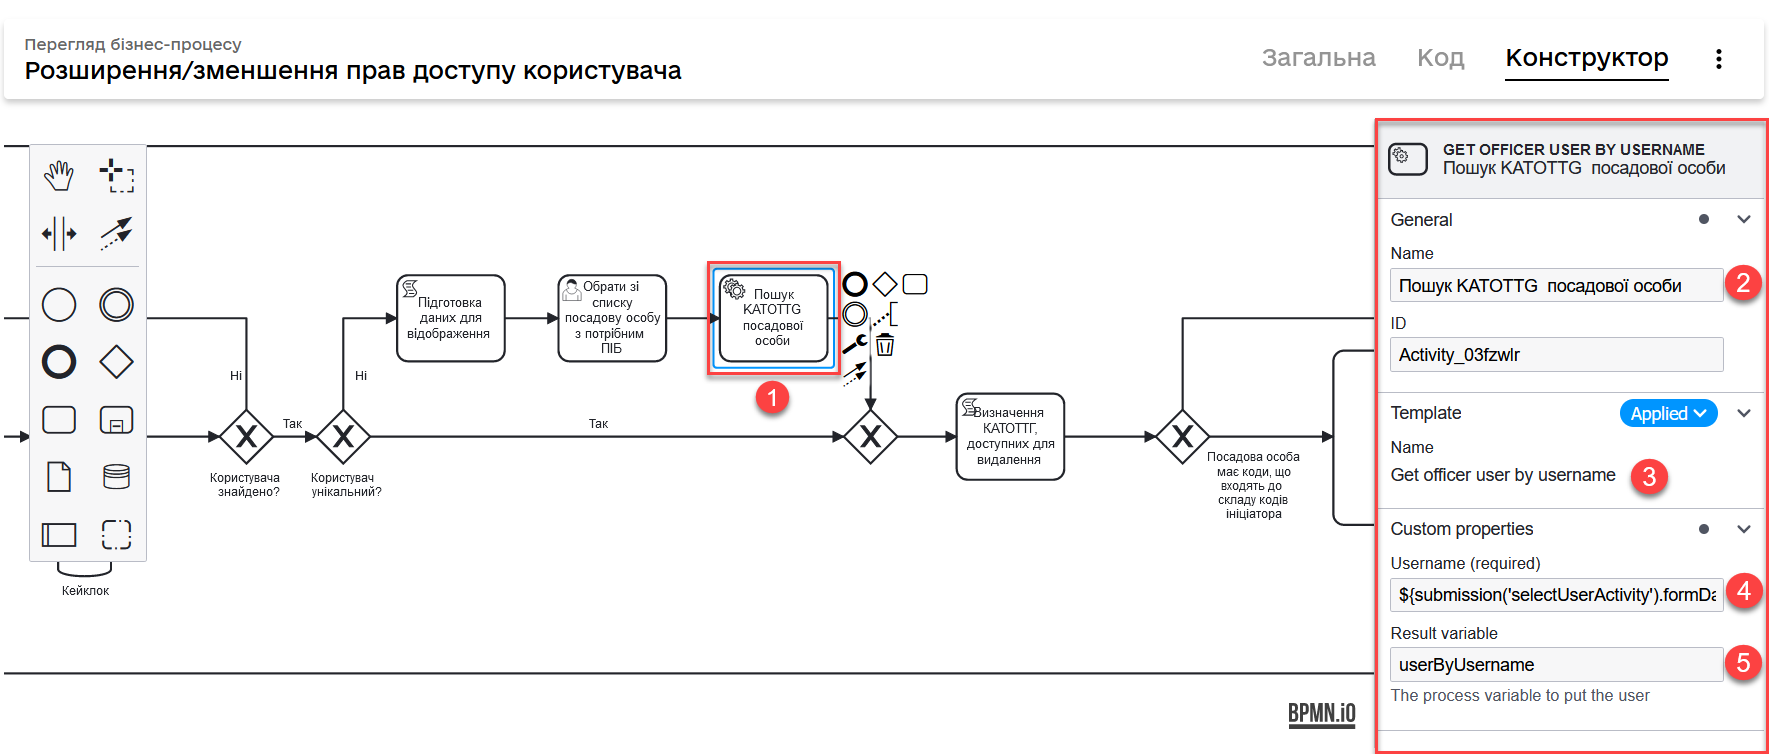 Перегляд бізнес-процесу
Розширення/зменшення прав доступу користувача
Загальна
Код
Конструктор
Ні
Ні
Так
Так
Користувача
знайдено?
Користувач
унікальний?
Підготовка
даних для
відображення
Обрати зі
списку
посадову особу
з потрібним
ПІБ
Пошук
KATOTTG
посадової
особи
1
Визначення
КАТОТТГ,
доступних для
видалення
Посадова особа
має коди, що
входять до
складу кодів
ініціатора
Кейклок
BPMN.iO
GET OFFICER USER BY USERNAME
Пошук KATOTTG посадової особи
General
Name
Пошук KATOTTG посадової особи
2
ID
Activity_03fzwlr
Template
Applied
Name
Get officer user by username
3
Custom properties
Username (required)
${submission('selectUserActivity').formDa
4
Result variable
userByUsername
5
The process variable to put the user